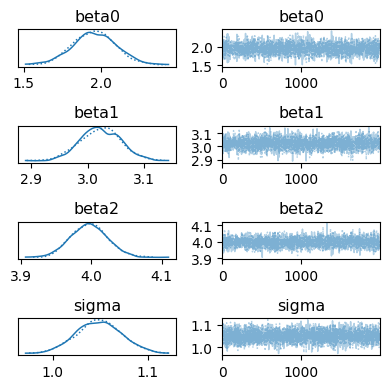 beta0 beta0
2.0
1.5
1.5 2.0 0 1000
beta1 beta1
3.1
3.0
2.9
2.9 3.0 3.1 0 1000
beta2 beta2
4.1
4.0
3.9
3.9 4.0 4.1 0 1000
sigma sigma
1.1
1.0
1.0 1.1 0 1000